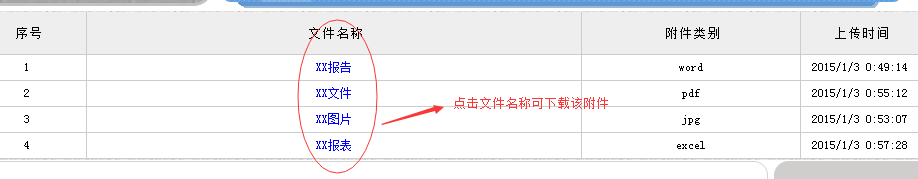 序号 文件名称 附件类别 上传时间
1 XX报告 word 2015/1/3 0:49:14
2 XX文件 pdf 2015/1/3 0:55:12
点击文件名称可下载该附件
3 XX图片 jpg 2015/1/3 0:53:07
4 XX报表 excel 2015/1/3 0:57:28